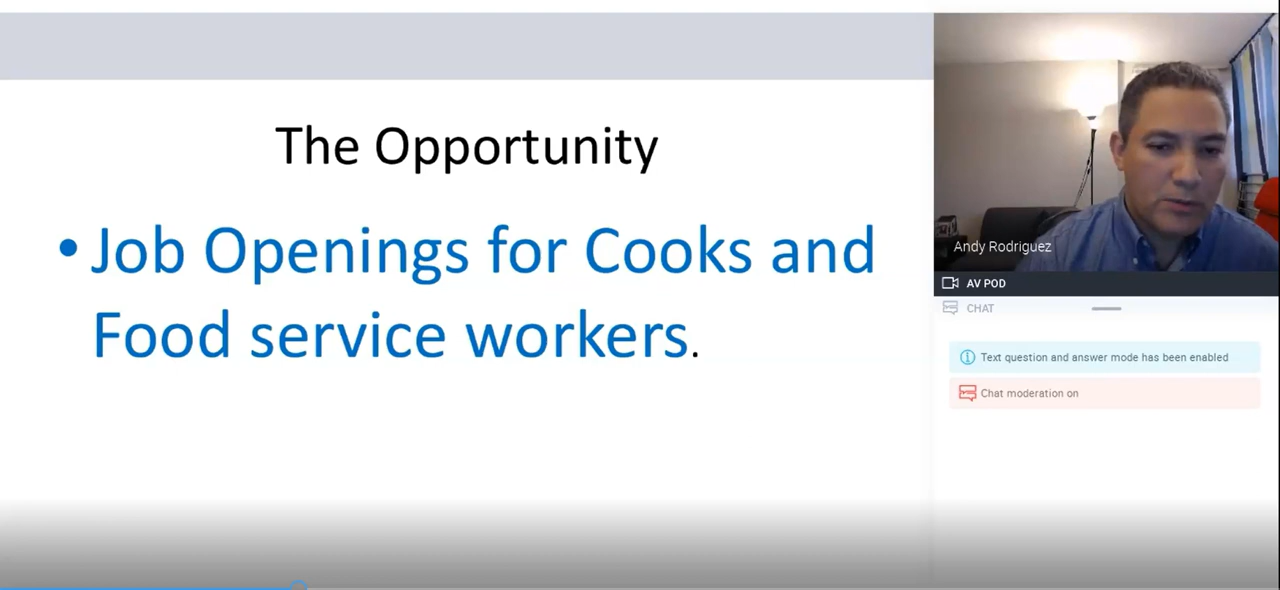 The Opportunity
• Job Openings for Cooks and
Food service workers.
Andy Rodriguez
AV POD
CHAT
Text question and answer mode has been enabled
Chat moderation on